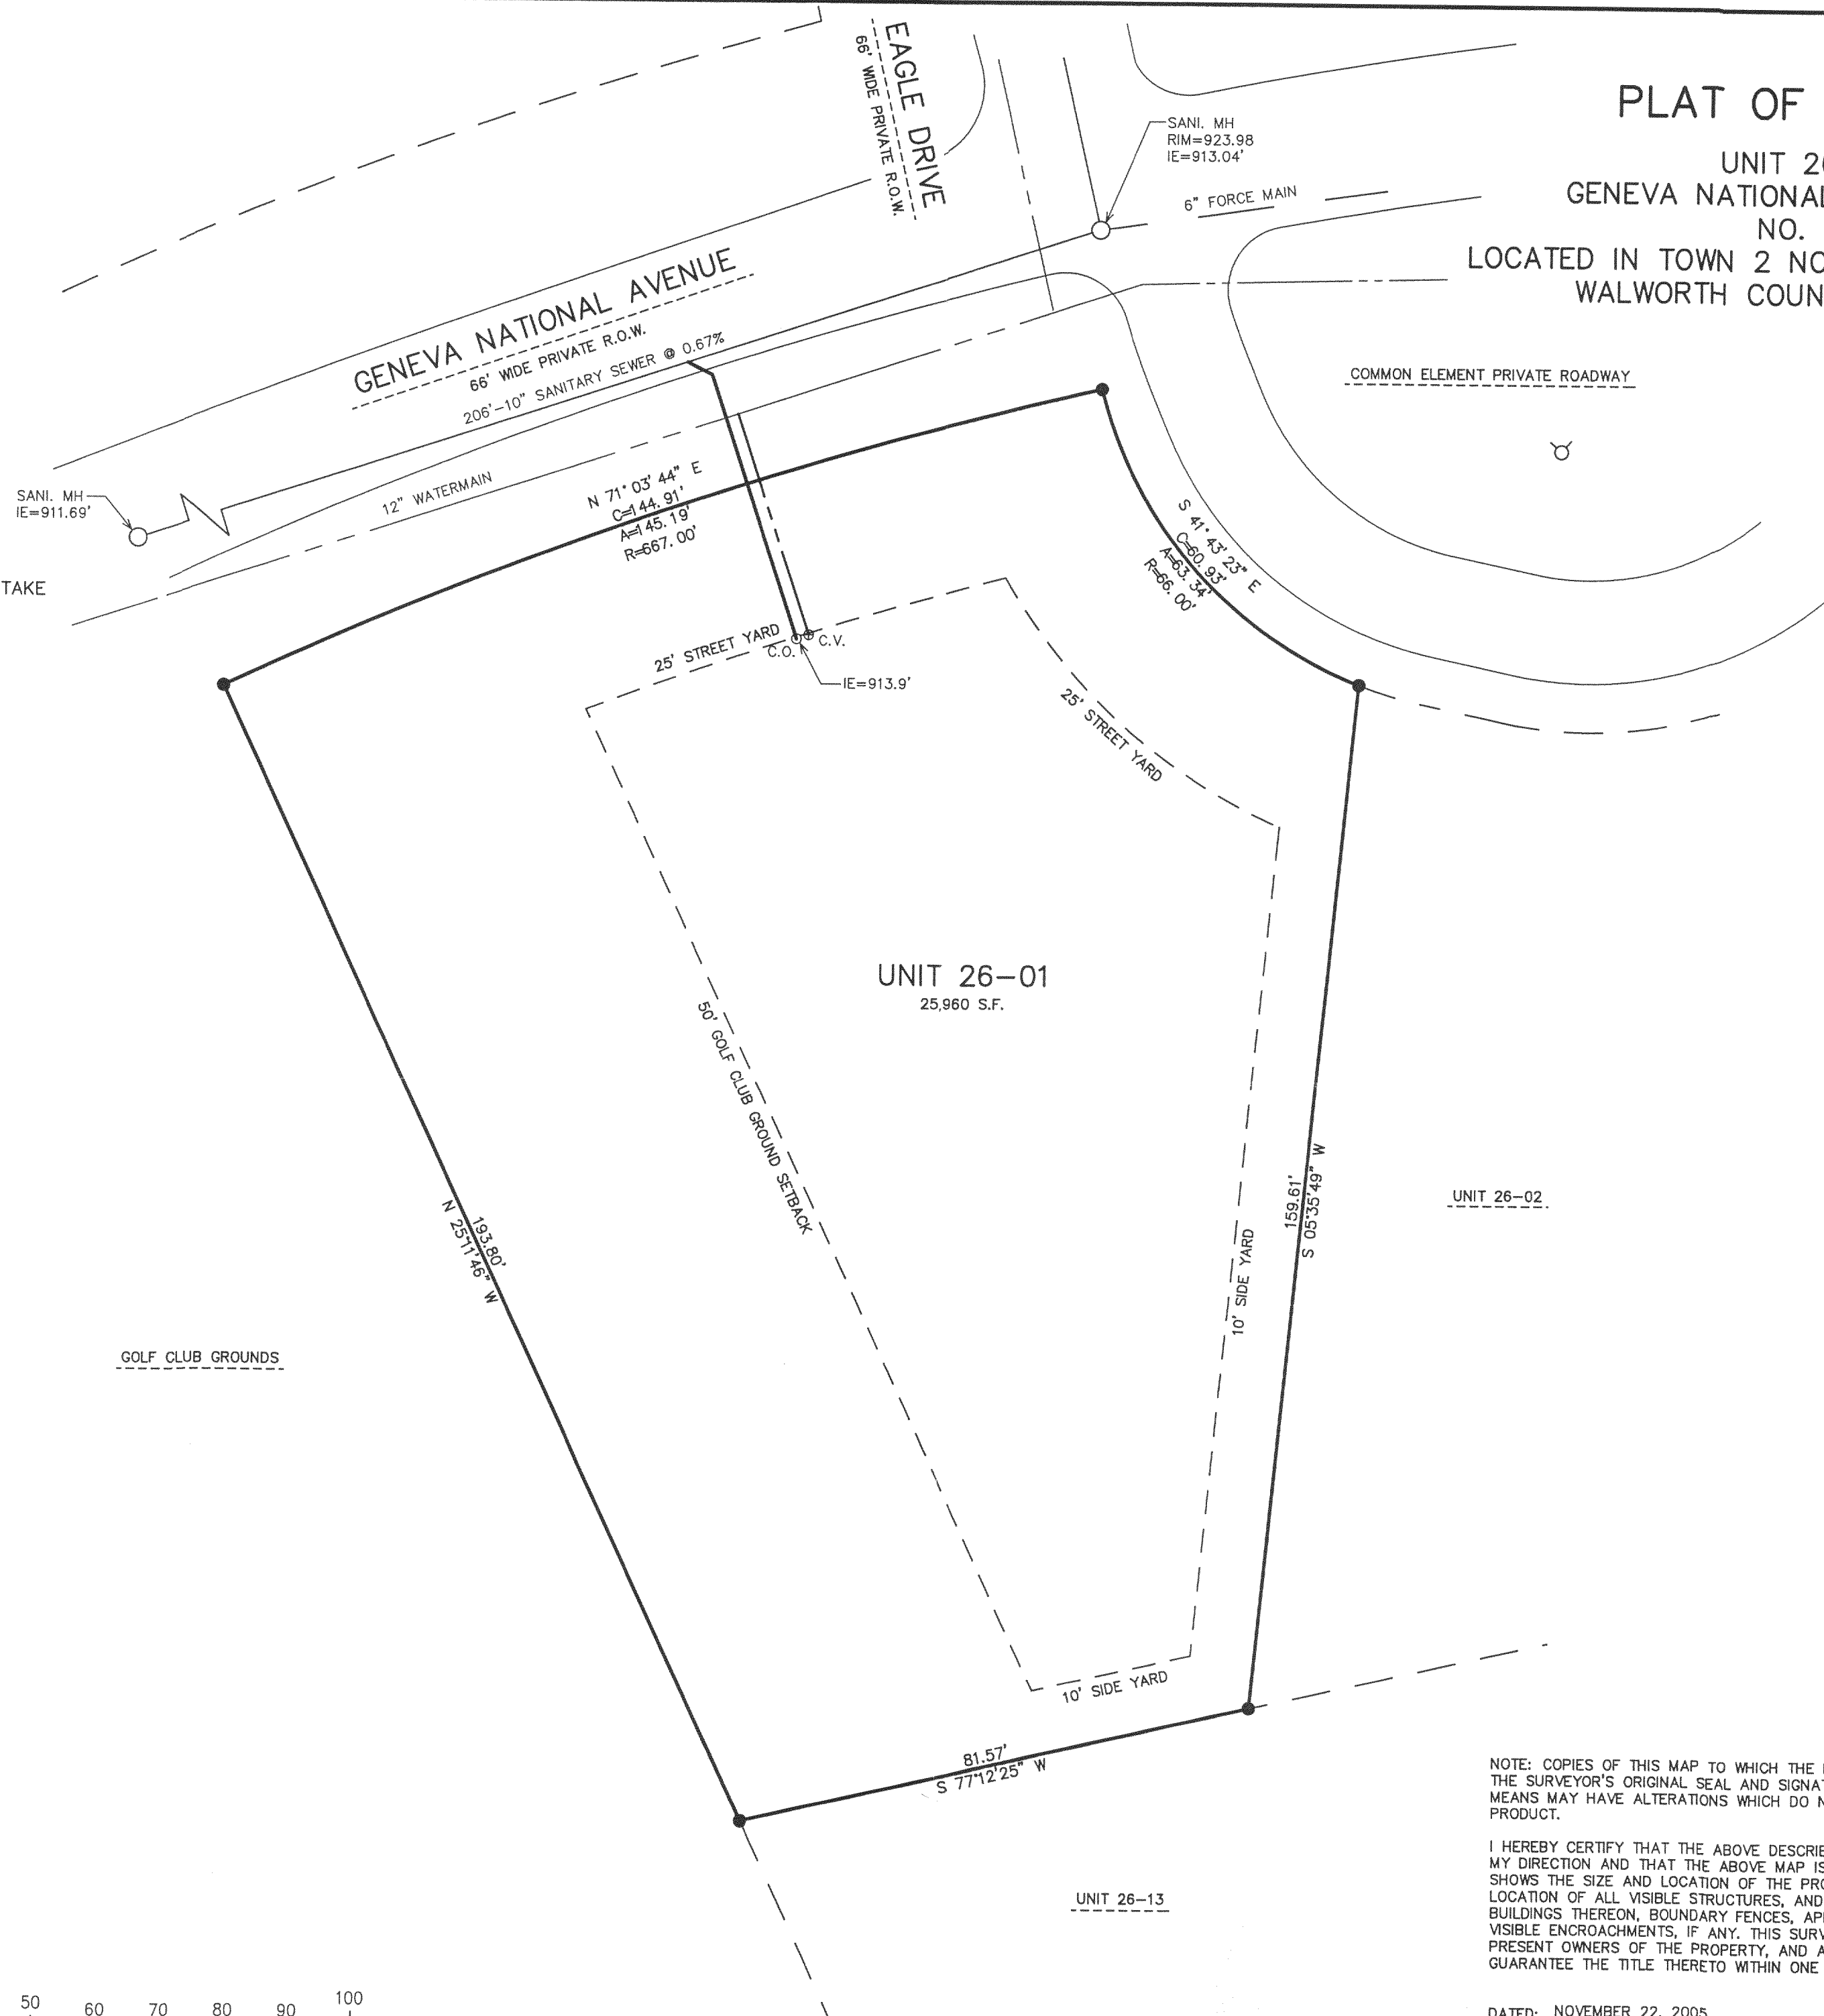 EAGLE DRIVE
66' WIDE PRIVATE R.O.W.
PLAT OF
UNIT
GENEVA NATIONAL
NO.
LOCATED IN TOWN 2
WALWORTH
SANI. MH
RIM=923.98
IE=913.04'
6" FORCE MAIN
GENEVA NATIONAL AVENUE
66' WIDE PRIVATE R.O.W.
206'-10" SANITARY SEWER @ 0.67%
COMMON ELEMENT PRIVATE ROADWAY
SANI. MH
IE=911.69'
12" WATERMAIN
N 71° 03' 44" E
C=144.91'
A=145.19'
R=667.00'
S 41° 43' 23" E
C=60.93'
A=63.34'
R=66.00'
TAKE
25' STREET YARD
C.O.
C.V.
IE=913.9'
25' STREET YARD
UNIT 26-01
25,960 S.F.
50' GOLF CLUB GROUND SETBACK
193.80'
N 25°11'46" W
159.61'
S 05°35'49" W
10' SIDE YARD
UNIT 26-02
GOLF CLUB GROUNDS
10' SIDE YARD
81.57'
S 77°12'25" W
UNIT 26-13
NOTE: COPIES OF THIS MAP TO WHICH THE
THE SURVEYOR'S ORIGINAL SEAL AND
MEANS MAY HAVE ALTERATIONS WHICH DO
PRODUCT.
I HEREBY CERTIFY THAT THE ABOVE
MY DIRECTION AND THAT THE ABOVE MAP IS
SHOWS THE SIZE AND LOCATION OF THE
LOCATION OF ALL VISIBLE STRUCTURES, AND
BUILDINGS THEREON, BOUNDARY FENCES,
VISIBLE ENCROACHMENTS, IF ANY. THIS
PRESENT OWNERS OF THE PROPERTY, AND
GUARANTEE THE TITLE THERETO WITHIN ONE
50 60 70 80 90 100
DATED: NOVEMBER 22, 2005